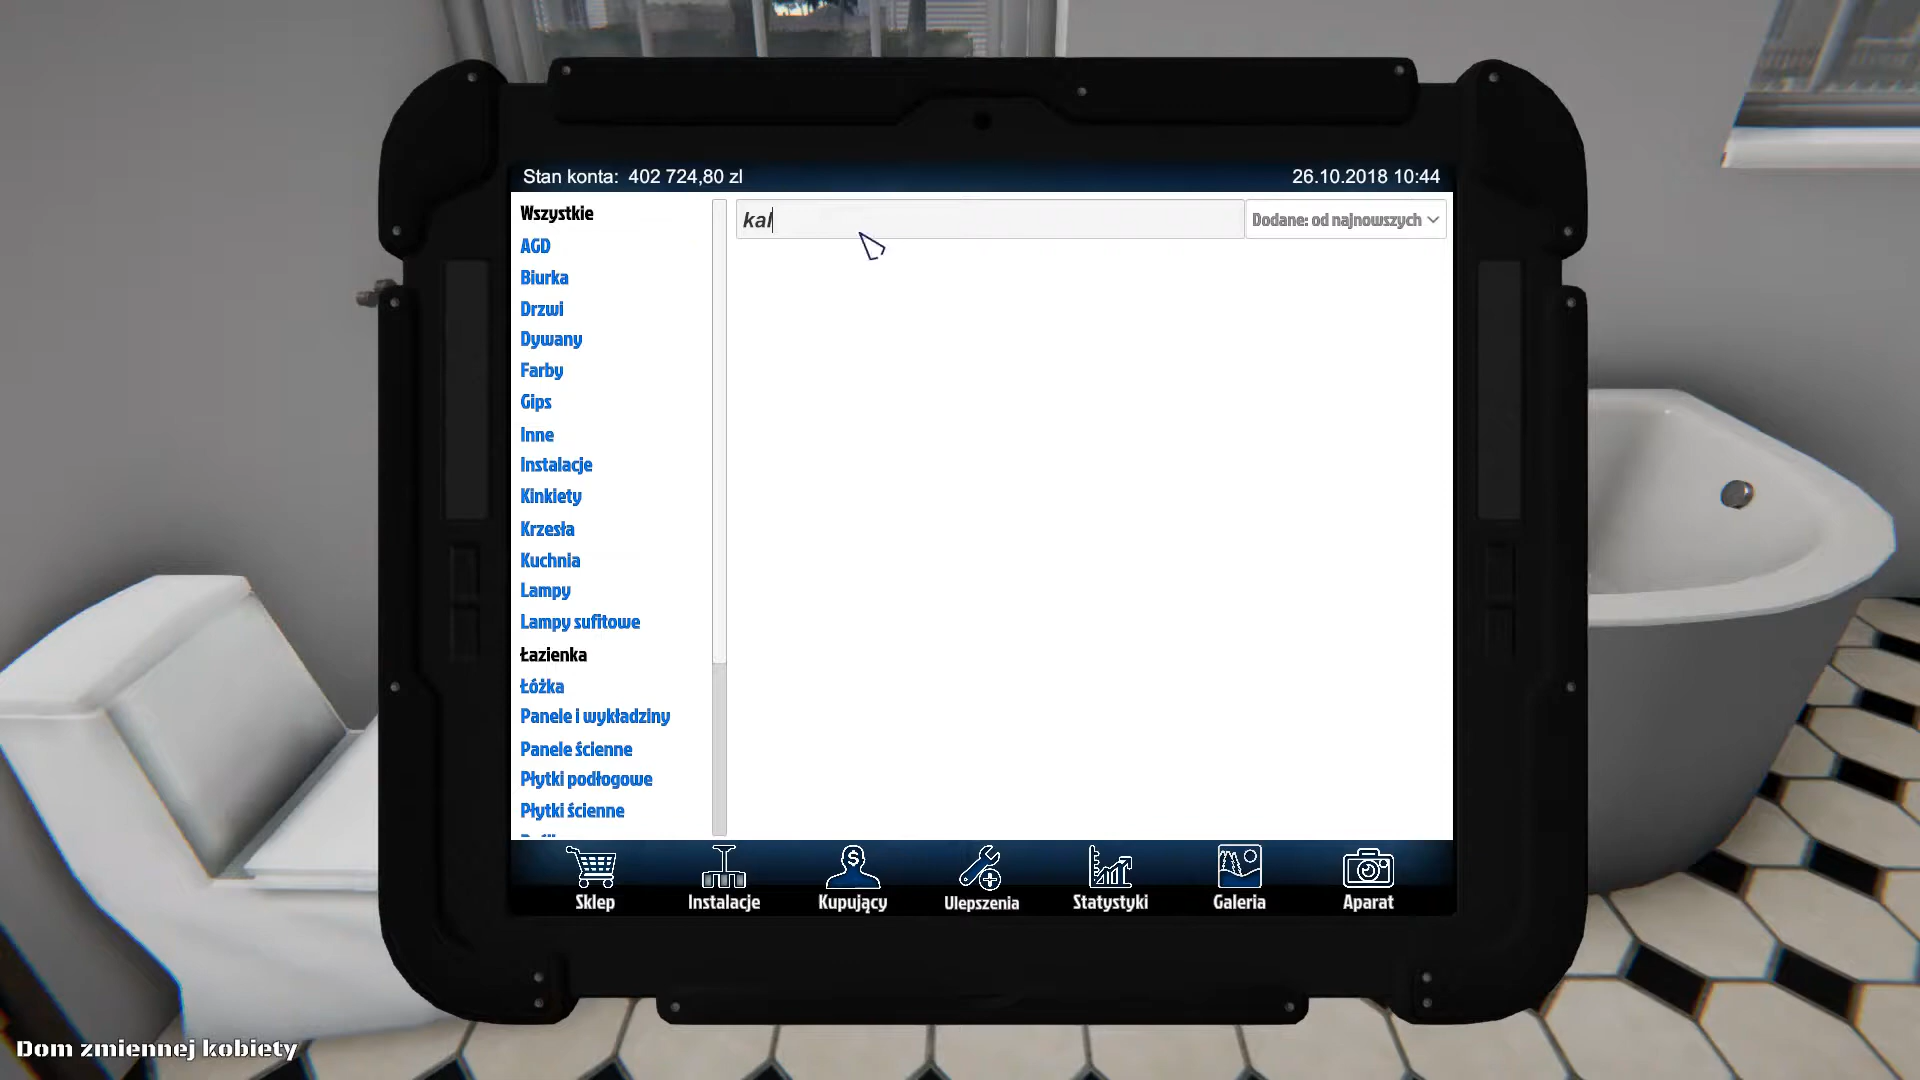 Stan konta: 402 724,80 zl
26.10.2018 10:44
Wszystkie
kal
Dodane: od najnowszych
AGD
Biurka
Drzwi
Dywany
Farby
Gips
Inne
Instalacje
Kinkiety
Krzesła
Kuchnia
Lampy
Lampy sufitowe
Łazienka
Łóżka
Panele i wykładziny
Panele ścienne
Płytki podłogowe
Płytki ścienne
Sklep
Instalacje
Kupujący
Ulepszenia
Statystyki
Galeria
Aparat
Dom zmiennej kobiety